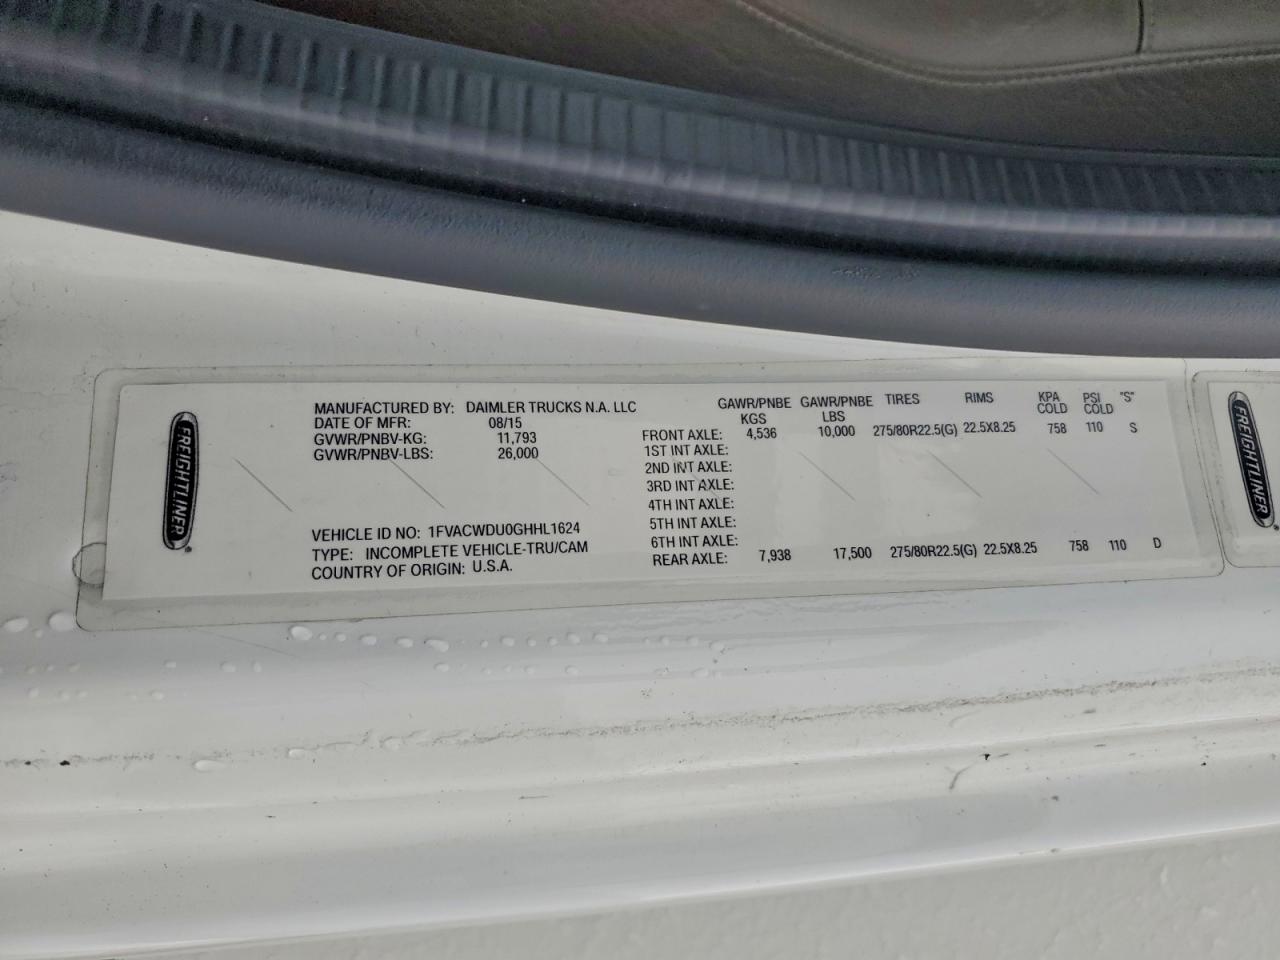 FREIGHTLINER
MANUFACTURED BY: DAIMLER TRUCKS N.A. LLC
DATE OF MFR: 08/15
GVWR/PNBV-KG: 11,793
GVWR/PNBV-LBS: 26,000
VEHICLE ID NO: 1FVACWDU0GHHL1624
TYPE: INCOMPLETE VEHICLE-TRU/CAM
COUNTRY OF ORIGIN: U.S.A.
GAWR/PNBE KGS GAWR/PNBE LBS TIRES RIMS KPA COLD PSI COLD "S"
FRONT AXLE: 4,536 10,000 275/80R22.5(G) 22.5X8.25 758 110 S
1ST INT AXLE:
2ND INT AXLE:
3RD INT AXLE:
4TH INT AXLE:
5TH INT AXLE:
6TH INT AXLE:
REAR AXLE: 7,938 17,500 275/80R22.5(G) 22.5X8.25 758 110 D
FREIGHTLINER